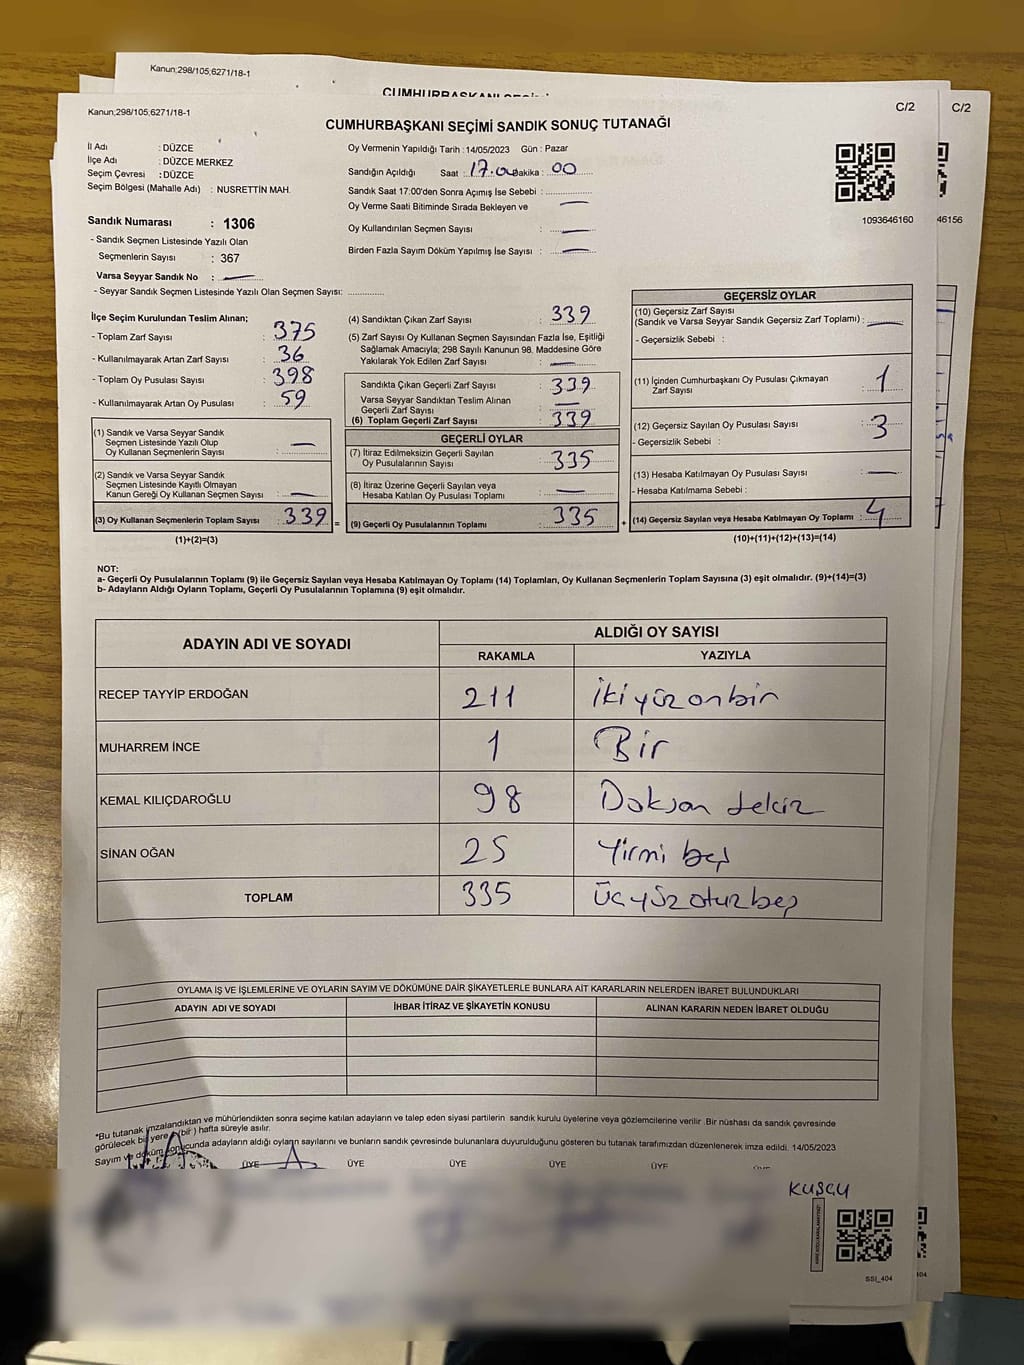 Kanun;298/105;6271/18-1
C/2
Kanun;298/105;6271/18-1
C/2
CUMHURBAŞKANI SEÇİMİ SANDIK SONUÇ TUTANAĞI
İl Adı : DÜZCE
İlçe Adı : DÜZCE MERKEZ
Seçim Çevresi : DÜZCE
Seçim Bölgesi (Mahalle Adı) : NUSRETTİN MAH.
Oy Vermenin Yapıldığı Tarih : 14/05/2023 Gün : Pazar
Sandığın Açıldığı Saat : 17.00 Dakika : 00
Sandık Saat 17:00'den Sonra Açımış İse Sebebi :
Oy Verme Saati Bitiminde Sırada Bekleyen ve
Oy Kullandırılan Seçmen Sayısı : —
Birden Fazla Sayım Döküm Yapılmış İse Sayısı : —
1093646160
46156
Sandık Numarası : 1306
- Sandık Seçmen Listesinde Yazılı Olan
Seçmenlerin Sayısı : 367
Varsa Seyyar Sandık No : —
- Seyyar Sandık Seçmen Listesinde Yazılı Olan Seçmen Sayısı:
İlçe Seçim Kurulundan Teslim Alınan;
- Toplam Zarf Sayısı : 375
- Kullanılmayarak Artan Zarf Sayısı : 36
- Toplam Oy Pusulası Sayısı : 398
- Kullanılmayarak Artan Oy Pusulası : 59
(1) Sandık ve Varsa Seyyar Sandık
Seçmen Listesinde Yazılı Olup
Oy Kullanan Seçmenlerin Sayısı : —
(2) Sandık ve Varsa Seyyar Sandık
Seçmen Listesinde Kayıtlı Olmayan
Kanun Gereği Oy Kullanan Seçmen Sayısı : —
(3) Oy Kullanan Seçmenlerin Toplam Sayısı : 339 =
(1)+(2)=(3)
(4) Sandıktan Çıkan Zarf Sayısı : 339
(5) Zarf Sayısı Oy Kullanan Seçmen Sayısından Fazla İse, Eşitliği
Sağlamak Amacıyla; 298 Sayılı Kanunun 98. Maddesine Göre
Yakılarak Yok Edilen Zarf Sayısı : —
Sandıkta Çıkan Geçerli Zarf Sayısı : 339
Varsa Seyyar Sandıktan Teslim Alınan
Geçerli Zarf Sayısı : —
(6) Toplam Geçerli Zarf Sayısı : 339
GEÇERLİ OYLAR
(7) İtiraz Edilmeksizin Geçerli Sayılan
Oy Pusulalarının Sayısı : 335
(8) İtiraz Üzerine Geçerli Sayılan veya
Hesaba Katılan Oy Pusulası Toplamı : —
(9) Geçerli Oy Pusulalarının Toplamı : 335 +
GEÇERSİZ OYLAR
(10) Geçersiz Zarf Sayısı
(Sandık ve Varsa Seyyar Sandık Geçersiz Zarf Toplamı) : —
- Geçersizlik Sebebi :
(11) İçinden Cumhurbaşkanı Oy Pusulası Çıkmayan
Zarf Sayısı : 1
(12) Geçersiz Sayılan Oy Pusulası Sayısı : 3
- Geçersizlik Sebebi :
(13) Hesaba Katılmayan Oy Pusulası Sayısı : —
- Hesaba Katılmama Sebebi :
(14) Geçersiz Sayılan veya Hesaba Katılmayan Oy Toplamı : 4
(10)+(11)+(12)+(13)=(14)
NOT:
a- Geçerli Oy Pusulalarının Toplamı (9) ile Geçersiz Sayılan veya Hesaba Katılmayan Oy Toplamı (14) Toplamları, Oy Kullanan Seçmenlerin Toplam Sayısına (3) eşit olmalıdır. (9)+(14)=(3)
b- Adayların Aldığı Oyların Toplamı, Geçerli Oy Pusulalarının Toplamına (9) eşit olmalıdır.
ADAYIN ADI VE SOYADI
ALDIĞI OY SAYISI
RAKAMLA YAZIYLA
RECEP TAYYİP ERDOĞAN 211 İkiyüzonbir
MUHARREM İNCE 1 Bir
KEMAL KILIÇDAROĞLU 98 Doksan sekiz
SİNAN OĞAN 25 Yirmi beş
TOPLAM 335 Üçyüzotuzbeş
OYLAMA İŞ VE İŞLEMLERİNE VE OYLARIN SAYIM VE DÖKÜMÜNE DAİR ŞİKAYETLERLE BUNLARA AİT KARARLARIN NELERDEN İBARET BULUNDUKLARI
ADAYIN ADI VE SOYADI İHBAR İTİRAZ VE ŞİKAYETİN KONUSU ALINAN KARARIN NEDEN İBARET OLDUĞU
*Bu tutanak imzalandıktan ve mühürlendikten sonra seçime katılan adayların ve talep eden siyasi partilerin sandık kurulu üyelerine veya gözlemcilerine verilir. Bir nüshası da sandık çevresinde
görülecek bir yere (bir) hafta süreyle asılır.
Sayım ve döküm sonucunda adayların aldığı oyların sayılarını ve bunların sandık çevresinde bulunanlara duyurulduğunu gösteren bu tutanak tarafımızdan düzenlenerek imza edildi. 14/05/2023
ÜYE ÜYE ÜYE ÜYE ÜYE
KUŞÇU
SSI_404
404